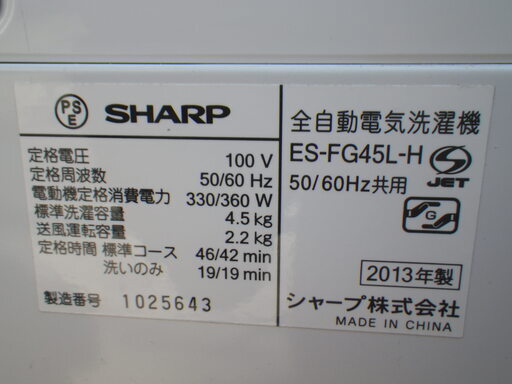 PS
E
SHARP
定格電圧 100 V
定格周波数 50/60 Hz
電動機定格消費電力 330/360 W
標準洗濯容量 4.5 kg
送風運転容量 2.2 kg
定格時間 標準コース 46/42 min
洗いのみ 19/19 min
製造番号 1025643
全自動電気洗濯機
ES-FG45L-H
50/60Hz共用
S
JET
G
2013年製
シャープ株式会社
MADE IN CHINA